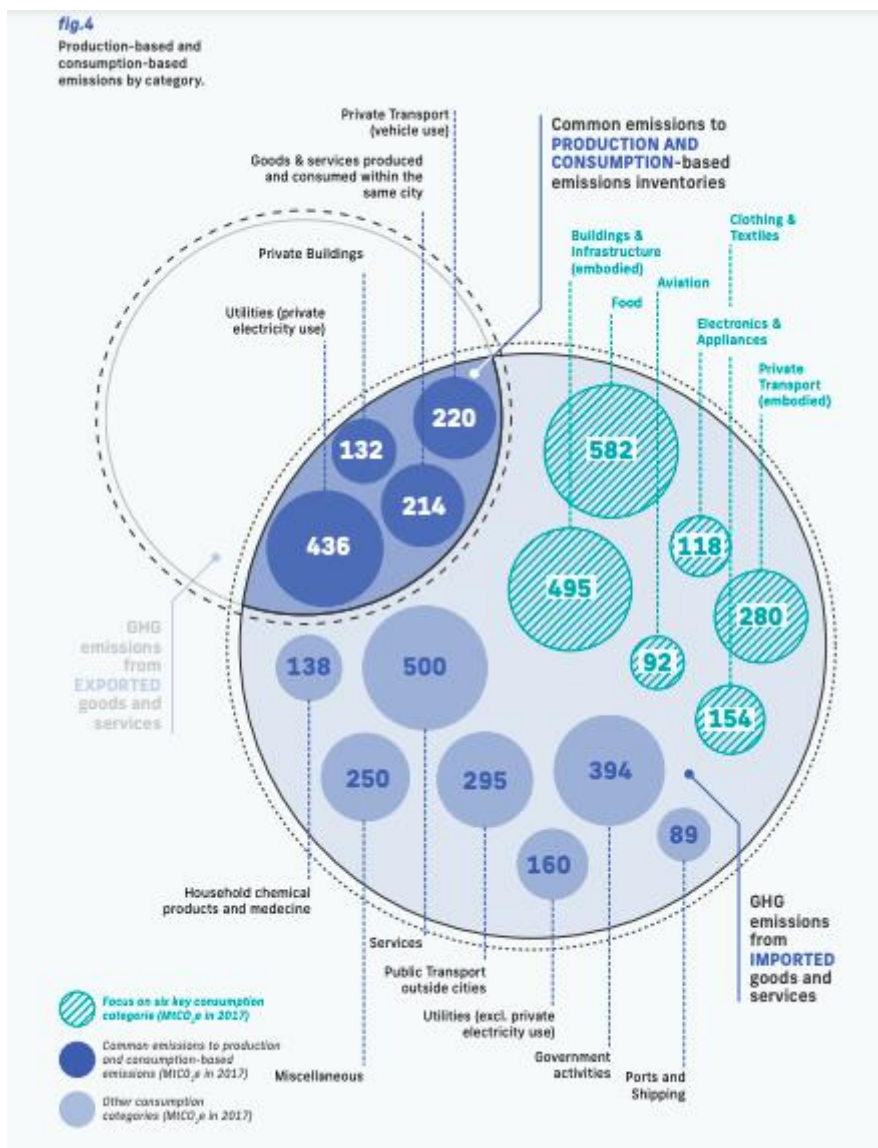 fig.4
Production-based and
consumption-based
emissions by category.
Private Transport
(vehicle use)
Goods & services produced
and consumed within the
same city
Private Buildings
Utilities (private
electricity use)
Common emissions to
PRODUCTION AND
CONSUMPTION-based
emissions inventories
Clothing &
Textiles
Buildings &
Infrastructure
(embodied)
Aviation
Food
Electronics &
Appliances
Private
Transport
(embodied)
220
132
214
436
582
118
495
280
92
154
GHG
emissions
from
EXPORTED
goods and
services
138
500
250
295
394
89
160
Household chemical
products and medecine
Services
Public Transport
outside cities
Utilities (excl. private
electricity use)
Government
activities
Miscellaneous
Ports and
Shipping
GHG
emissions
from
IMPORTED
goods and
services
Focus on six key consumption
categorie (MtCO₂e in 2017)
Common emissions to production
and consumption-based
emissions (MtCO₂e in 2017)
Other consumption
categories (MtCO₂e in 2017)